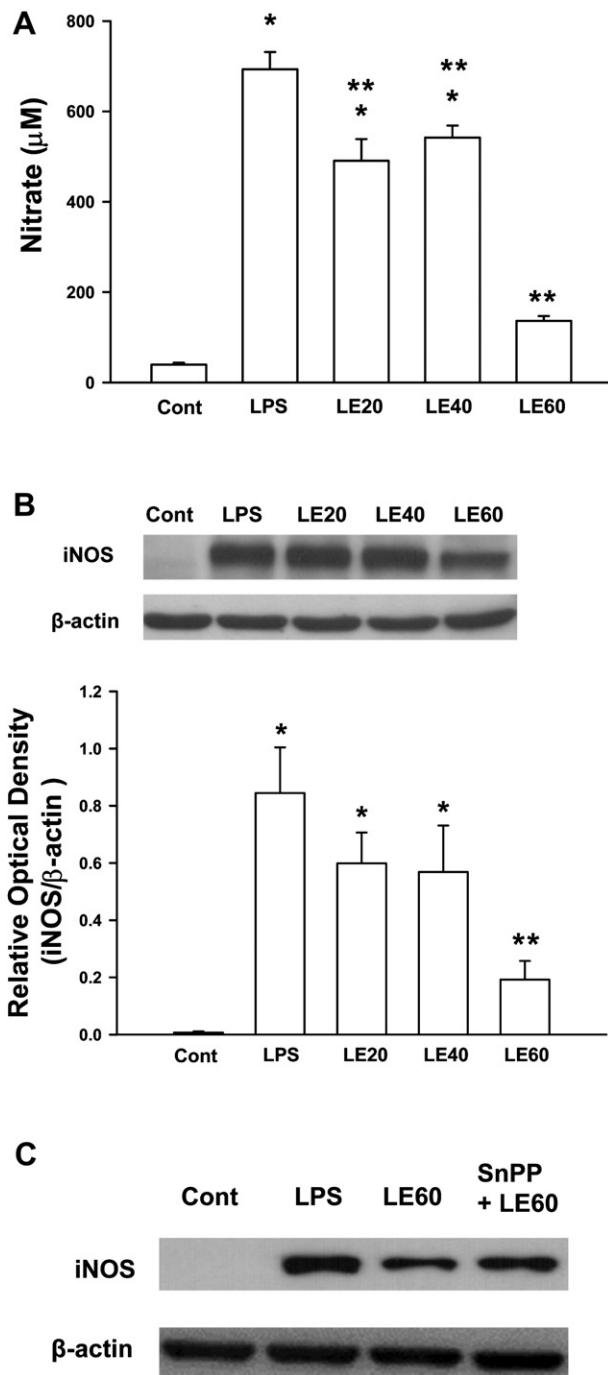 A
Nitrate (μM)
800
600
400
200
0
*
**
*
**
*
**
Cont LPS LE20 LE40 LE60
B
Cont LPS LE20 LE40 LE60
iNOS
β-actin
Relative Optical Density
(iNOS/β-actin )
1.2
1.0
0.8
0.6
0.4
0.2
0.0
*
*
*
**
Cont LPS LE20 LE40 LE60
C
Cont LPS LE60 SnPP
+ LE60
iNOS
β-actin